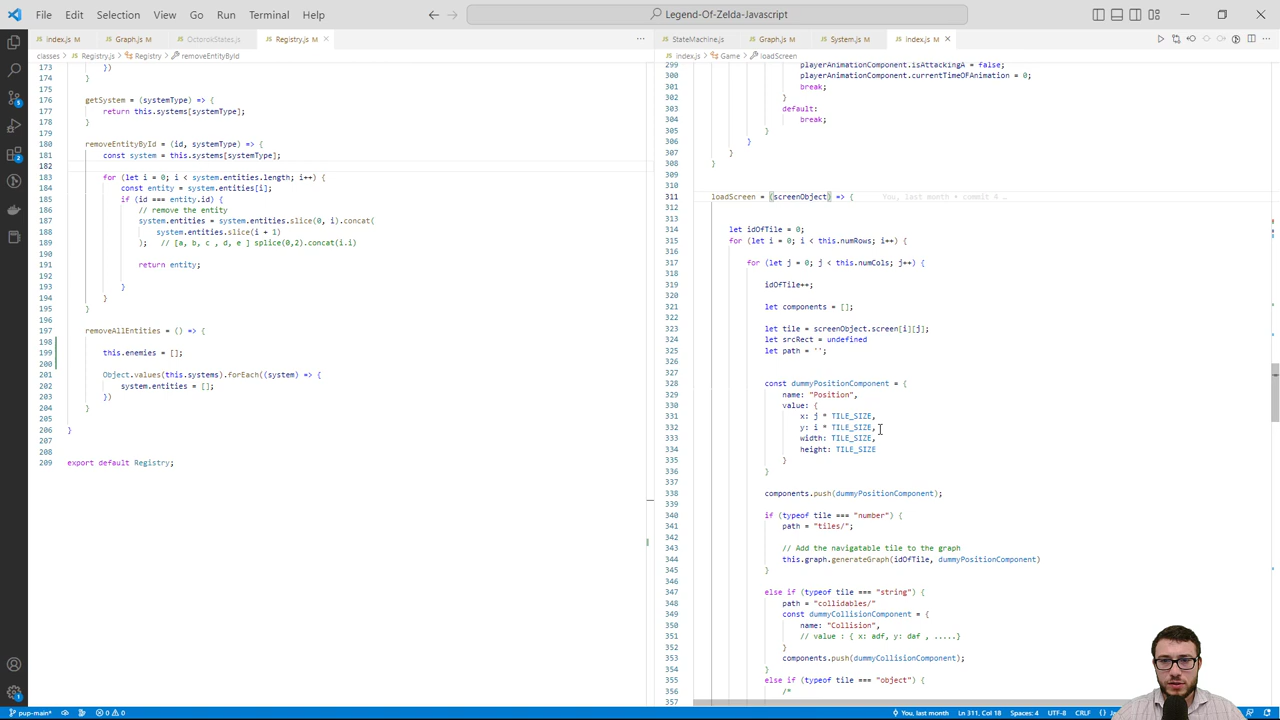 File Edit Selection View Go Run Terminal Help
Legend-Of-Zelda-Javascript
index.js M Graph.js M OctorokStates.js Registry.js M
classes > Registry.js > Registry > removeEntityById
173 })
174 }
175
176 getSystem = (systemType) => {
177 return this.systems[systemType];
178 }
179
180 removeEntityById = (id, systemType) => {
181 const system = this.systems[systemType];
182
183 for (let i = 0; i < system.entities.length; i++) {
184 const entity = system.entities[i];
185 if (id === entity.id) {
186 // remove the entity
187 system.entities = system.entities.slice(0, i).concat(
188 system.entities.slice(i + 1)
189 ); // [a, b, c , d, e ] splice(0,2).concat(i.i)
190
191 return entity;
192
193 }
194 }
195 }
196
197 removeAllEntities = () => {
198
199 this.enemies = [];
200
201 Object.values(this.systems).forEach((system) => {
202 system.entities = [];
203 })
204 }
205
206 }
207
208
209 export default Registry;
StateMachine.js Graph.js M System.js M index.js M
index.js > Game > loadScreen
299 playerAnimationComponent.isAttackingA = false;
300 playerAnimationComponent.currentTimeOFAnimation = 0;
301 break;
302 }
303 default:
304 break;
305 }
306 }
307 }
308 }
309
310
311 loadScreen = (screenObject) => { You, last month • commit
312
313
314 let idOfTile = 0;
315 for (let i = 0; i < this.numRows; i++) {
316
317 for (let j = 0; j < this.numCols; j++) {
318
319 idOfTile++;
320
321 let components = [];
322
323 let tile = screenObject.screen[i][j];
324 let srcRect = undefined
325 let path = '';
326
327
328 const dummyPositionComponent = {
329 name: "Position",
330 value: {
331 x: j * TILE_SIZE,
332 y: i * TILE_SIZE,
333 width: TILE_SIZE,
334 height: TILE_SIZE
335 }
336 }
337
338 components.push(dummyPositionComponent);
339
340 if (typeof tile === "number") {
341 path = "tiles/";
342
343 // Add the navigatable tile to the graph
344 this.graph.generateGraph(idOfTile, dummyPositionComponent)
345 }
346
347 else if (typeof tile === "string") {
348 path = "collidables/"
349 const dummyCollisionComponent = {
350 name: "Collision",
351 // value : { x: adf, y: daf , .....}
352 }
353 components.push(dummyCollisionComponent);
354 }
355 else if (typeof tile === "object") {
356 /*
357
pup-main* 0 0 You, last month Ln 311, Col 18 Spaces: 4 UTF-8 CRLF